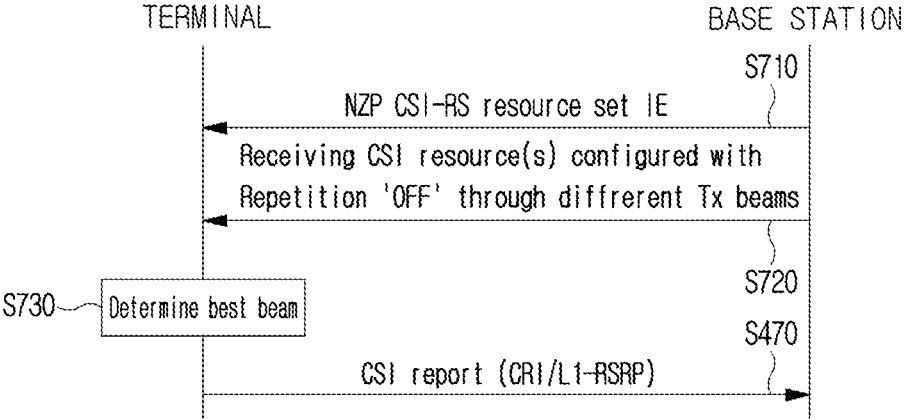 TERMINAL
BASE STATION
S710
NZP CSI-RS resource set IE
Receiving CSI resource(s) configured with
Repetition 'OFF' through diffrerent Tx beams
S720
S730
Determine best beam
S470
CSI report (CRI/L1-RSRP)